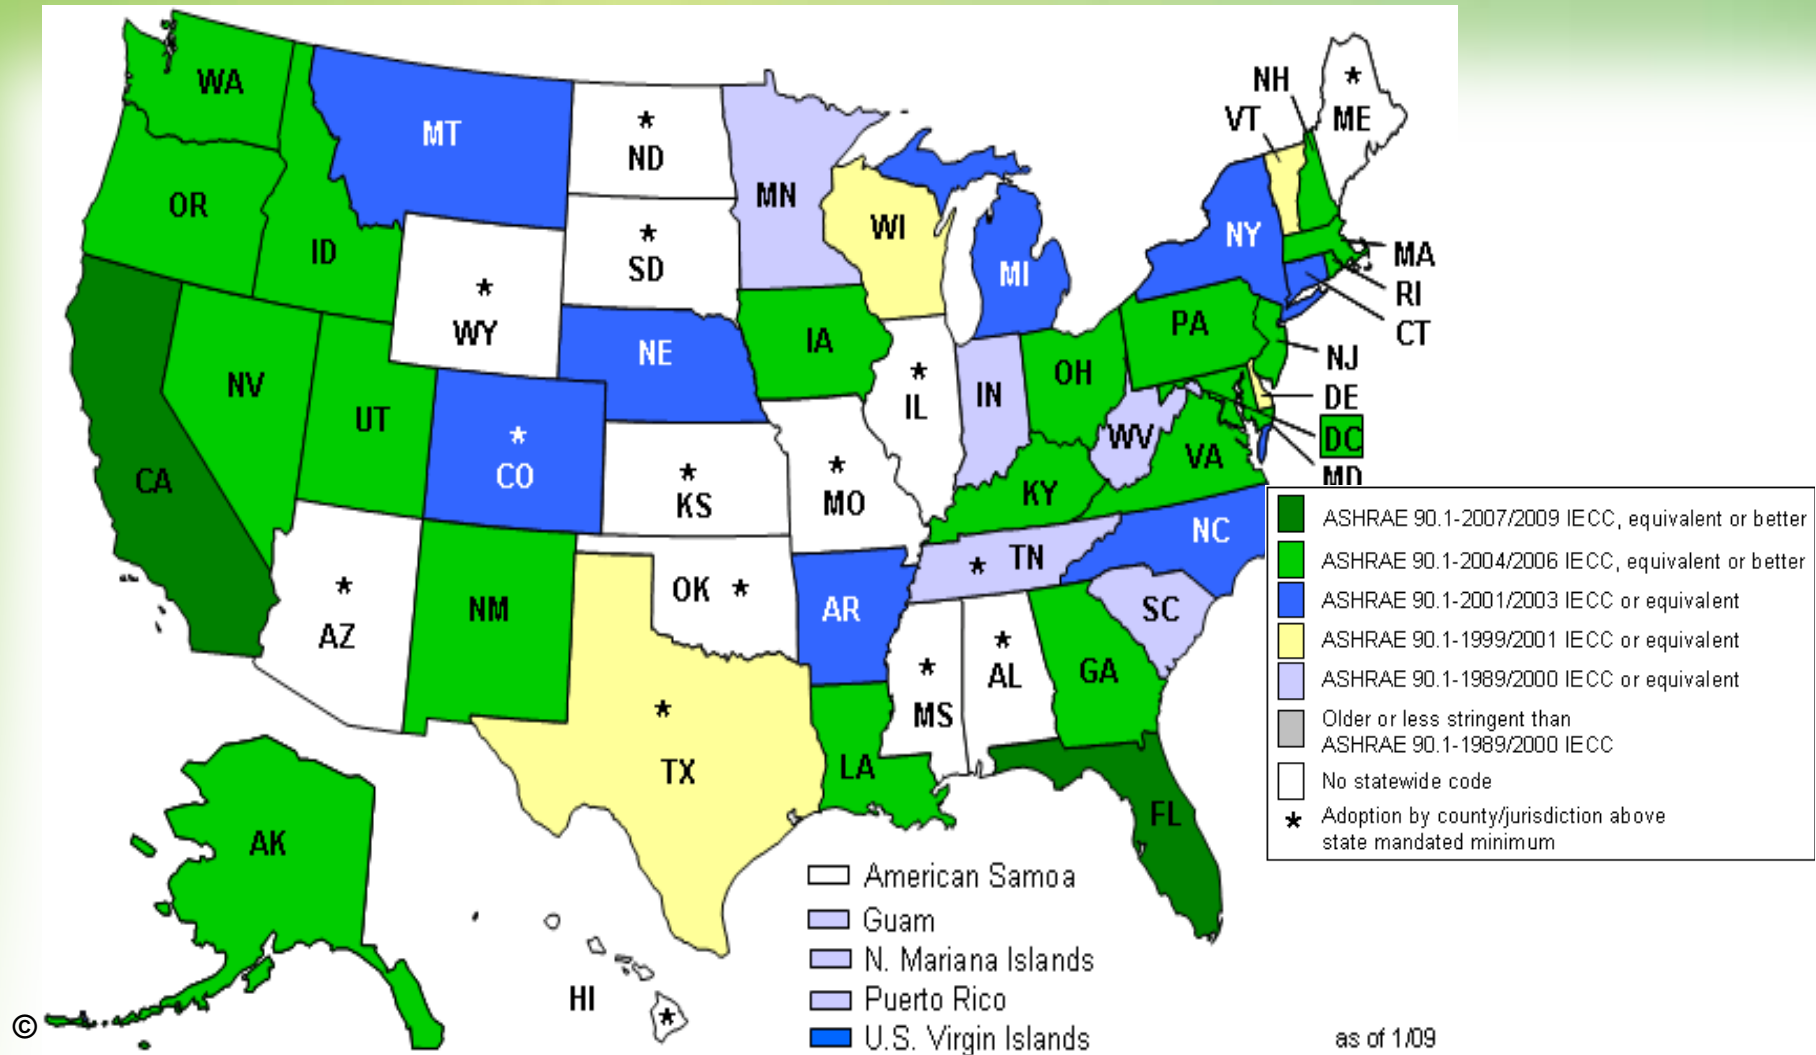 WA
MT
ND
MN
OR
ID
SD
WI
MI
WY
NH
VT
ME
NY
MA
RI
CT
NJ
DE
DC
MD
NE
IA
PA
NV
UT
CO
IL
IN
OH
WV
VA
CA
KS
MO
KY
NC
AZ
NM
OK
AR
TN
SC
TX
LA
MS
AL
GA
FL
AK
HI
ASHRAE 90.1-2007/2009 IECC, equivalent or better
ASHRAE 90.1-2004/2006 IECC, equivalent or better
ASHRAE 90.1-2001/2003 IECC or equivalent
ASHRAE 90.1-1999/2001 IECC or equivalent
ASHRAE 90.1-1989/2000 IECC or equivalent
Older or less stringent than
ASHRAE 90.1-1989/2000 IECC
No statewide code
* Adoption by county/jurisdiction above
state mandated minimum
American Samoa
Guam
N. Mariana Islands
Puerto Rico
U.S. Virgin Islands
as of 1/09
©